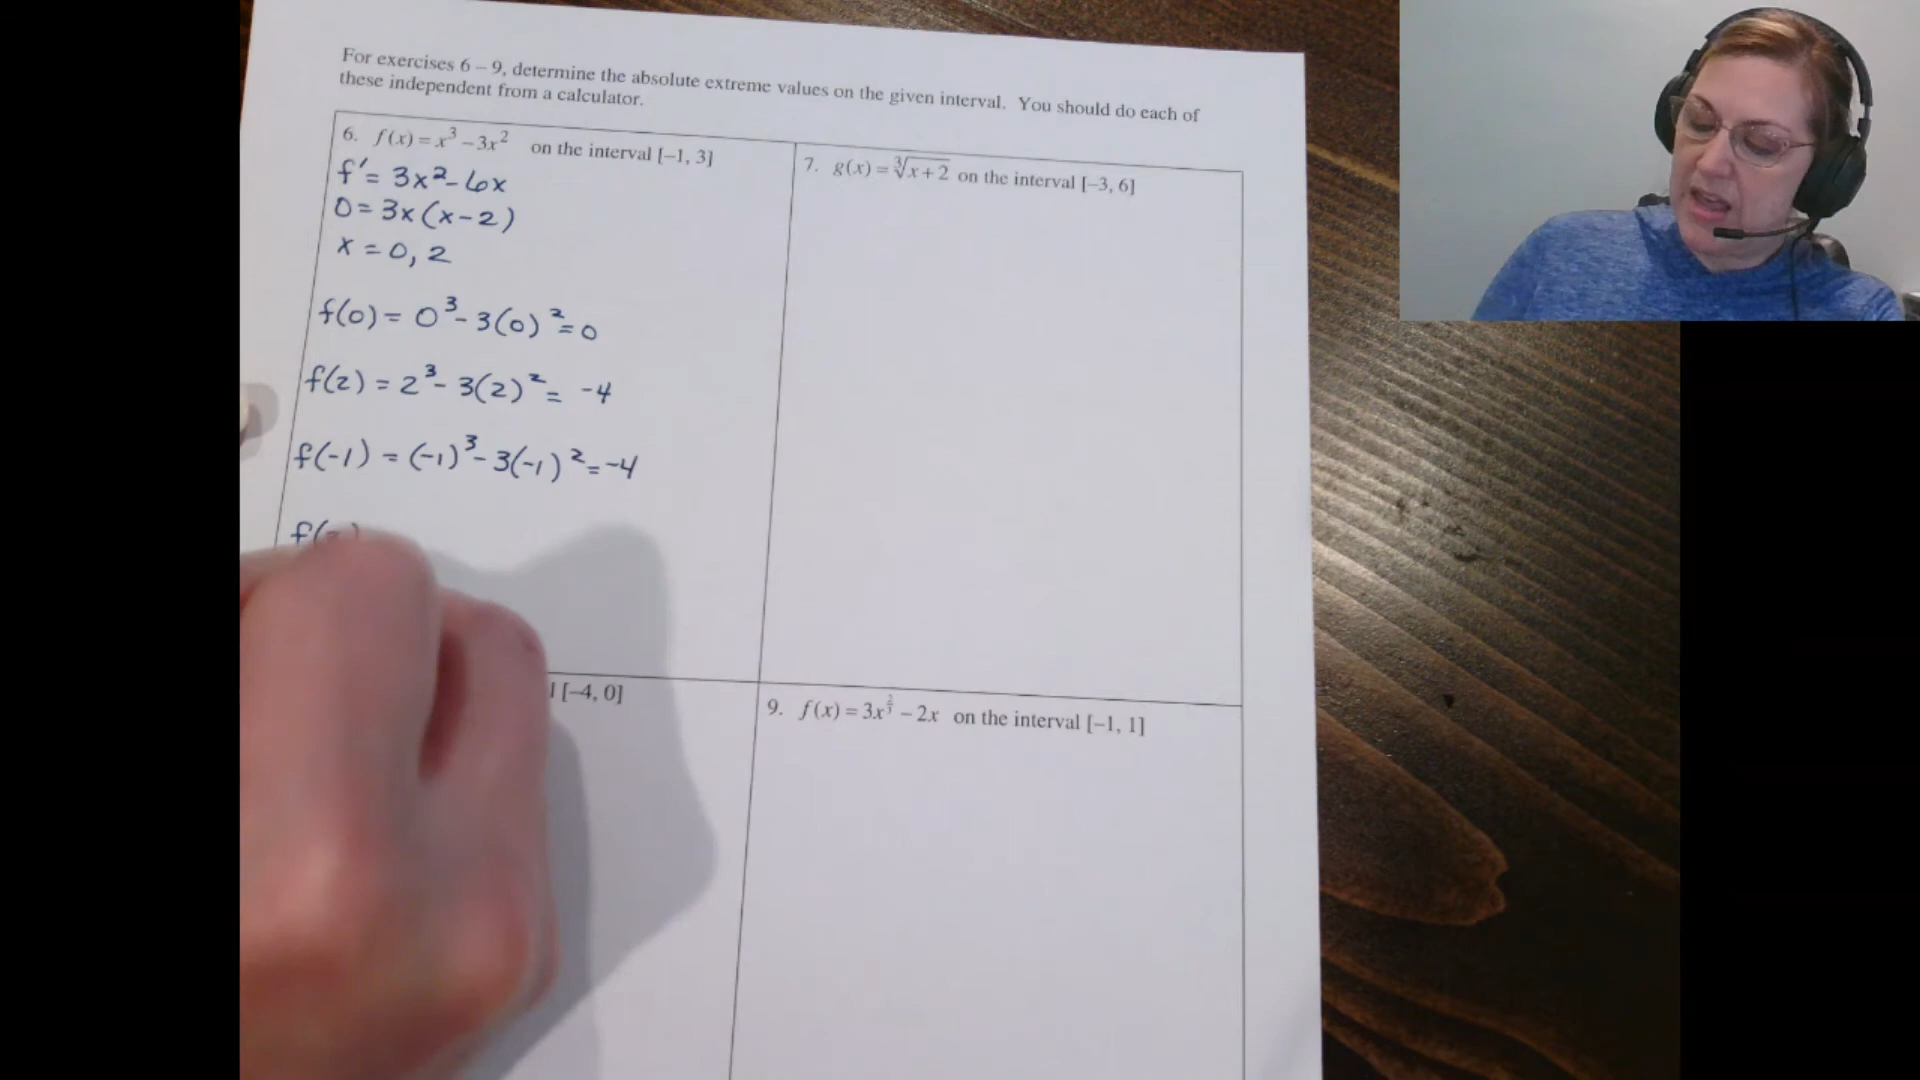 For exercises 6 – 9, determine the absolute extreme values on the given interval. You should do each of
these independent from a calculator.
6. f(x) = x³ – 3x² on the interval [–1, 3]
f' = 3x² - 6x
0 = 3x(x - 2)
x = 0, 2
f(0) = 0³ - 3(0)² = 0
f(2) = 2³ - 3(2)² = -4
f(-1) = (-1)³ - 3(-1)² = -4
7. g(x) = ∛(x + 2) on the interval [–3, 6]
[–4, 0]
9. f(x) = 3x^(2/3) – 2x on the interval [–1, 1]